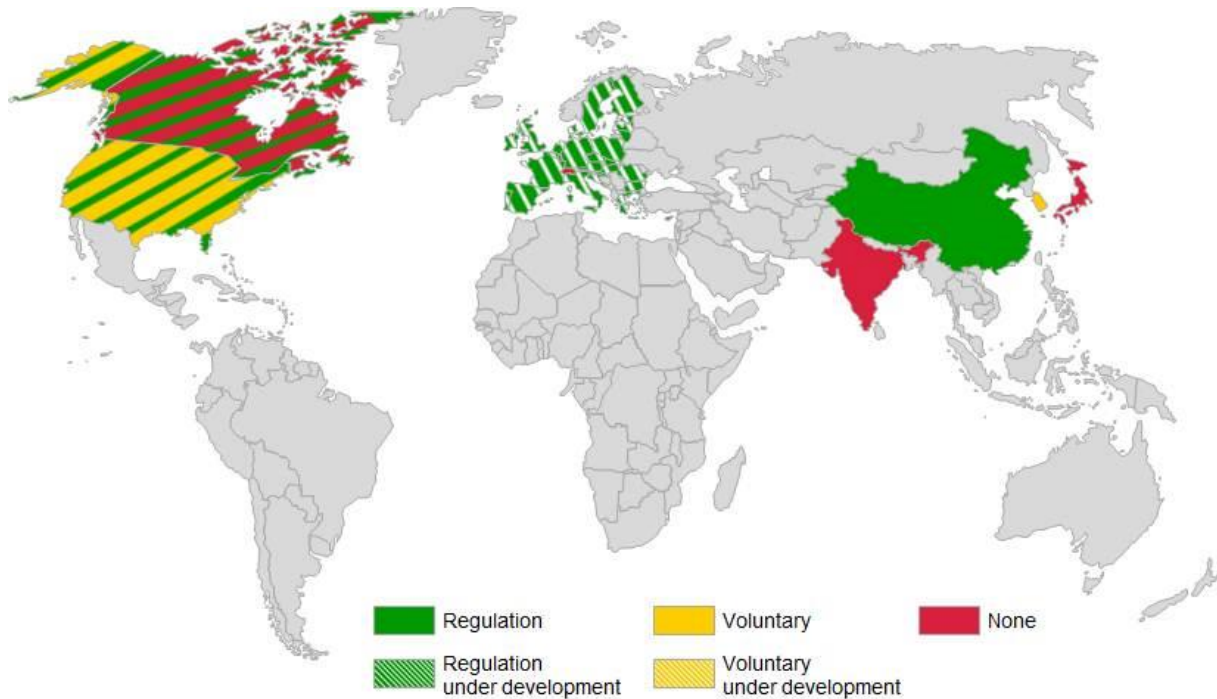 Regulation
Voluntary
None
Regulation
under development
Voluntary
under development